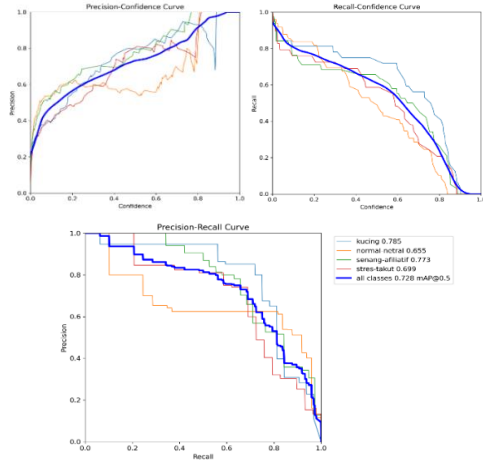 Precision-Confidence Curve
Recall-Confidence Curve
Precision
1.0
0.8
0.6
0.4
0.2
0.0
0.0 0.2 0.4 0.6 0.8 1.0
Confidence
Recall
1.0
0.8
0.6
0.4
0.2
0.0
0.0 0.2 0.4 0.6 0.8 1.0
Confidence
Precision-Recall Curve
Precision
1.0
0.8
0.6
0.4
0.2
0.0
0.0 0.2 0.4 0.6 0.8 1.0
Recall
kucing 0.785
normal netral 0.655
senang-afiliatif 0.773
stres-takut 0.699
all classes 0.728 mAP@0.5